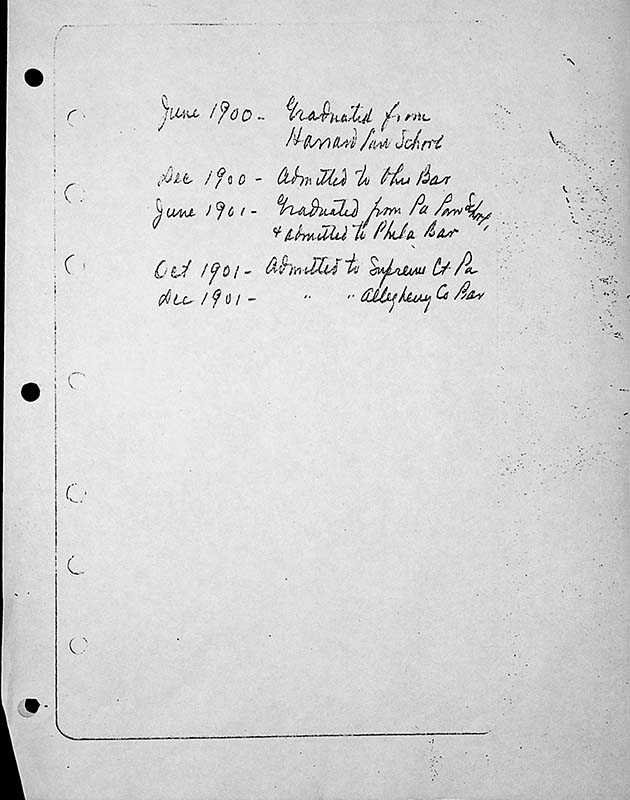 June 1900 - Graduated from
Harvard Law School
Dec 1900 - Admitted to Ohio Bar
June 1901 - Graduated from Pa Law School,
& admitted to Phila Bar
Oct 1901 - Admitted to Supreme Ct Pa
Dec 1901 - " " Allegheny Co Bar